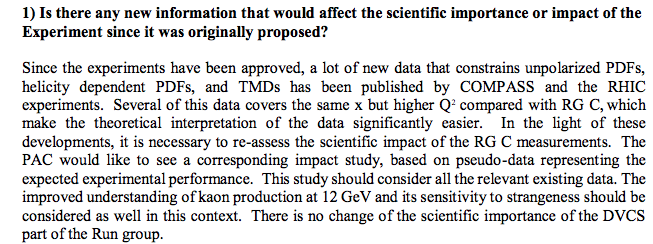 1) Is there any new information that would affect the scientific importance or impact of the
Experiment since it was originally proposed?
Since the experiments have been approved, a lot of new data that constrains unpolarized PDFs,
helicity dependent PDFs, and TMDs has been published by COMPASS and the RHIC
experiments. Several of this data covers the same x but higher Q² compared with RG C, which
make the theoretical interpretation of the data significantly easier. In the light of these
developments, it is necessary to re-assess the scientific impact of the RG C measurements. The
PAC would like to see a corresponding impact study, based on pseudo-data representing the
expected experimental performance. This study should consider all the relevant existing data. The
improved understanding of kaon production at 12 GeV and its sensitivity to strangeness should be
considered as well in this context. There is no change of the scientific importance of the DVCS
part of the Run group.